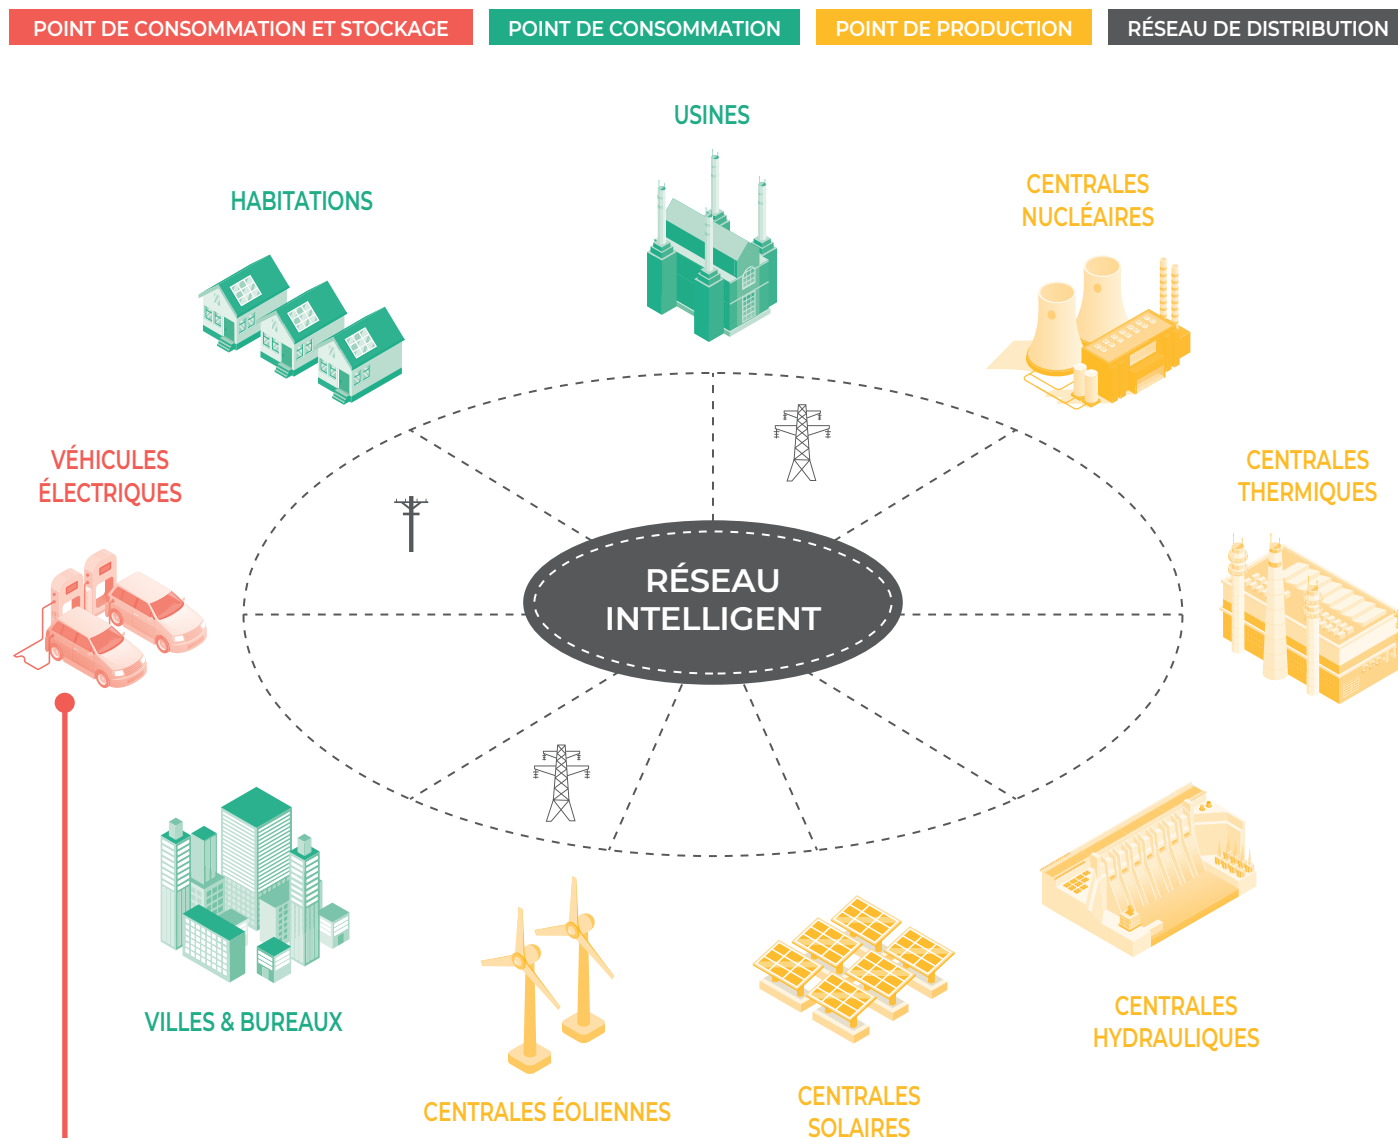 POINT DE CONSOMMATION ET STOCKAGE
POINT DE CONSOMMATION
POINT DE PRODUCTION
RÉSEAU DE DISTRIBUTION
USINES
HABITATIONS
CENTRALES
NUCLÉAIRES
VÉHICULES
ÉLECTRIQUES
CENTRALES
THERMIQUES
RÉSEAU
INTELLIGENT
VILLES & BUREAUX
CENTRALES
HYDRAULIQUES
CENTRALES ÉOLIENNES
CENTRALES
SOLAIRES